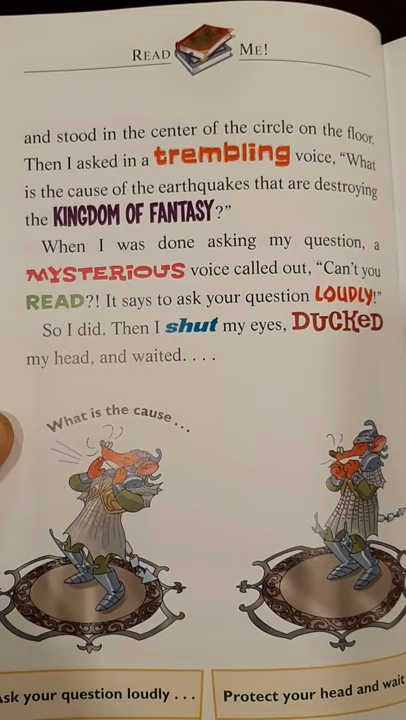 READ ME!
and stood in the center of the circle on the floor.
Then I asked in a trembling voice, “What
is the cause of the earthquakes that are destroying
the KINGDOM OF FANTASY?”
When I was done asking my question, a
MYSTERIOUS voice called out, “Can’t you
READ?! It says to ask your question LOUDLY!”
So I did. Then I shut my eyes, DUCKED
my head, and waited. . . .
What is the cause . . .
Ask your question loudly . . .
Protect your head and wait